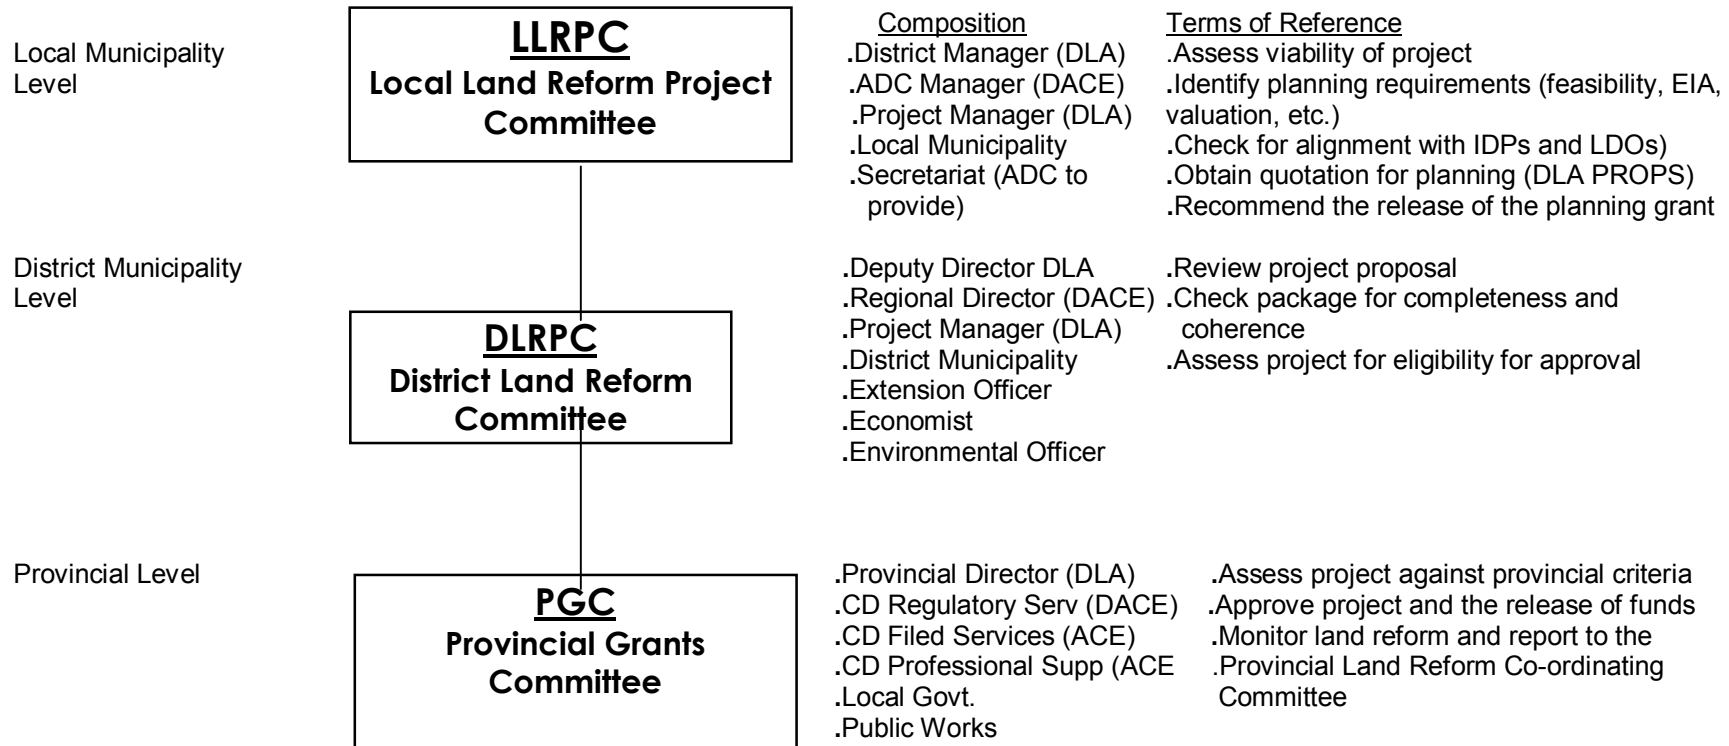 Local Municipality
Level
LLRPC
Local Land Reform Project
Committee
Composition
.District Manager (DLA)
.ADC Manager (DACE)
.Project Manager (DLA)
.Local Municipality
.Secretariat (ADC to
provide)
Terms of Reference
.Assess viability of project
.Identify planning requirements (feasibility, EIA,
valuation, etc.)
.Check for alignment with IDPs and LDOs)
.Obtain quotation for planning (DLA PROPS)
.Recommend the release of the planning grant
District Municipality
Level
DLRPC
District Land Reform
Committee
.Deputy Director DLA
.Regional Director (DACE)
.Project Manager (DLA)
.District Municipality
.Extension Officer
.Economist
.Environmental Officer
.Review project proposal
.Check package for completeness and
coherence
.Assess project for eligibility for approval
Provincial Level
PGC
Provincial Grants
Committee
.Provincial Director (DLA)
.CD Regulatory Serv (DACE)
.CD Filed Services (ACE)
.CD Professional Supp (ACE
.Local Govt.
.Public Works
.Assess project against provincial criteria
.Approve project and the release of funds
.Monitor land reform and report to the
.Provincial Land Reform Co-ordinating
Committee